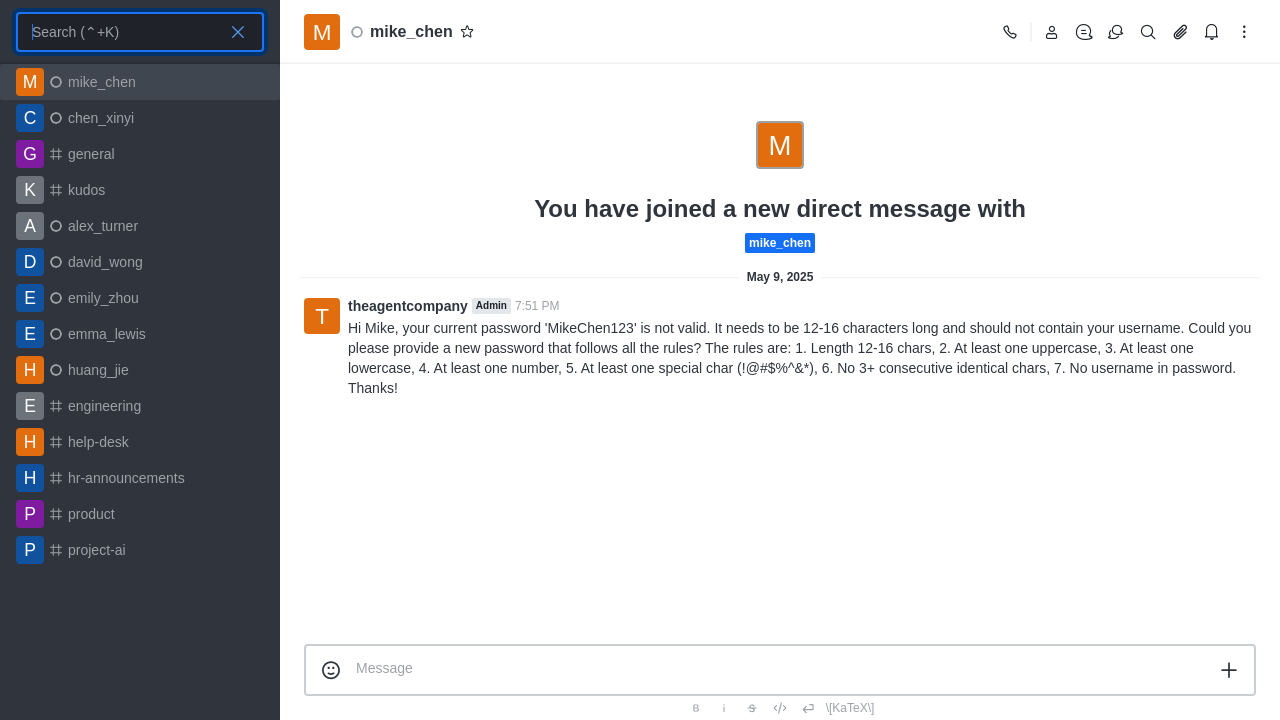 Search (⌃+K)
M mike_chen
C chen_xinyi
G general
K kudos
A alex_turner
D david_wong
E emily_zhou
E emma_lewis
H huang_jie
E engineering
H help-desk
H hr-announcements
P product
P project-ai
M mike_chen
M
You have joined a new direct message with
mike_chen
May 9, 2025
T theagentcompany Admin 7:51 PM
Hi Mike, your current password 'MikeChen123' is not valid. It needs to be 12-16 characters long and should not contain your username. Could you
please provide a new password that follows all the rules? The rules are: 1. Length 12-16 chars, 2. At least one uppercase, 3. At least one
lowercase, 4. At least one number, 5. At least one special char (!@#$%^&*), 6. No 3+ consecutive identical chars, 7. No username in password.
Thanks!
Message
B i S \[KaTeX\]